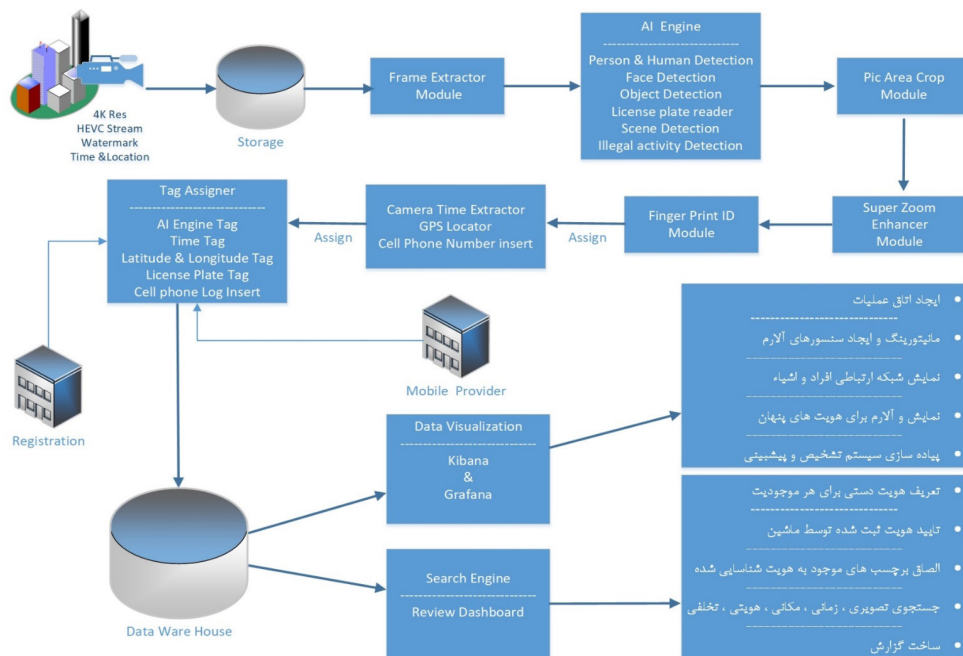 4K Res
HEVC Stream
Watermark
Time &Location
Storage
Frame Extractor
Module
AI Engine
Person & Human Detection
Face Detection
Object Detection
License plate reader
Scene Detection
Illegal activity Detection
Pic Area Crop
Module
Super Zoom
Enhancer
Module
Finger Print ID
Module
Assign
Camera Time Extractor
GPS Locator
Cell Phone Number insert
Assign
Tag Assigner
AI Engine Tag
Time Tag
Latitude & Longitude Tag
License Plate Tag
Cell phone Log Insert
Registration
Mobile Provider
Data Ware House
Data Visualization
Kibana
&
Grafana
Search Engine
Review Dashboard
ایجاد اتاق عملیات
مانیتورینگ و ایجاد سنسورهای آلارم
نمایش شبکه ارتباطی افراد و اشیاء
نمایش و آلارم برای هویت های پنهان
پیاده سازی سیستم تشخیص و پیشبینی
تعریف هویت دستی برای هر موجودیت
تایید هویت ثبت شده توسط ماشین
الصاق برچسب های موجود به هویت شناسایی شده
جستجوی تصویری ، زمانی ، مکانی ، هویتی ، تخلفی
ساخت گزارش